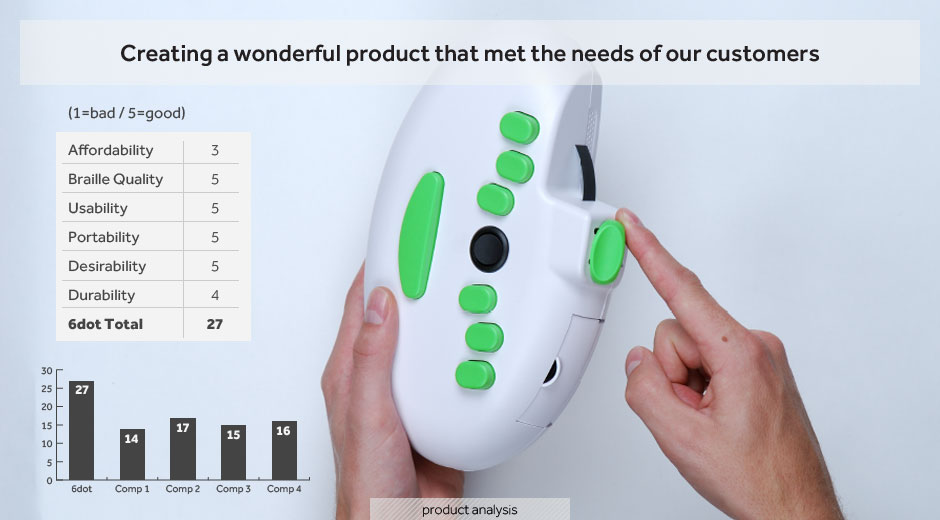 Creating a wonderful product that met the needs of our customers
(1=bad / 5=good)
Affordability 3
Braille Quality 5
Usability 5
Portability 5
Desirability 5
Durability 4
6dot Total 27
30
25
20
15
10
5
0
27
14
17
15
16
6dot Comp 1 Comp 2 Comp 3 Comp 4
product analysis